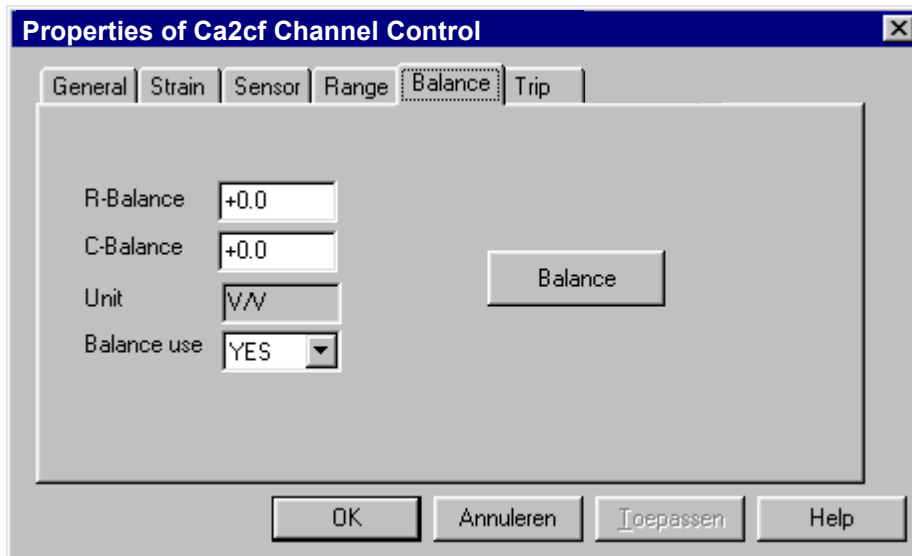 Properties of Ca2cf Channel Control
General Strain Sensor Range Balance Trip
R-Balance +0.0
C-Balance +0.0
Balance
Unit V/V
Balance use YES
OK Annuleren Toepassen Help